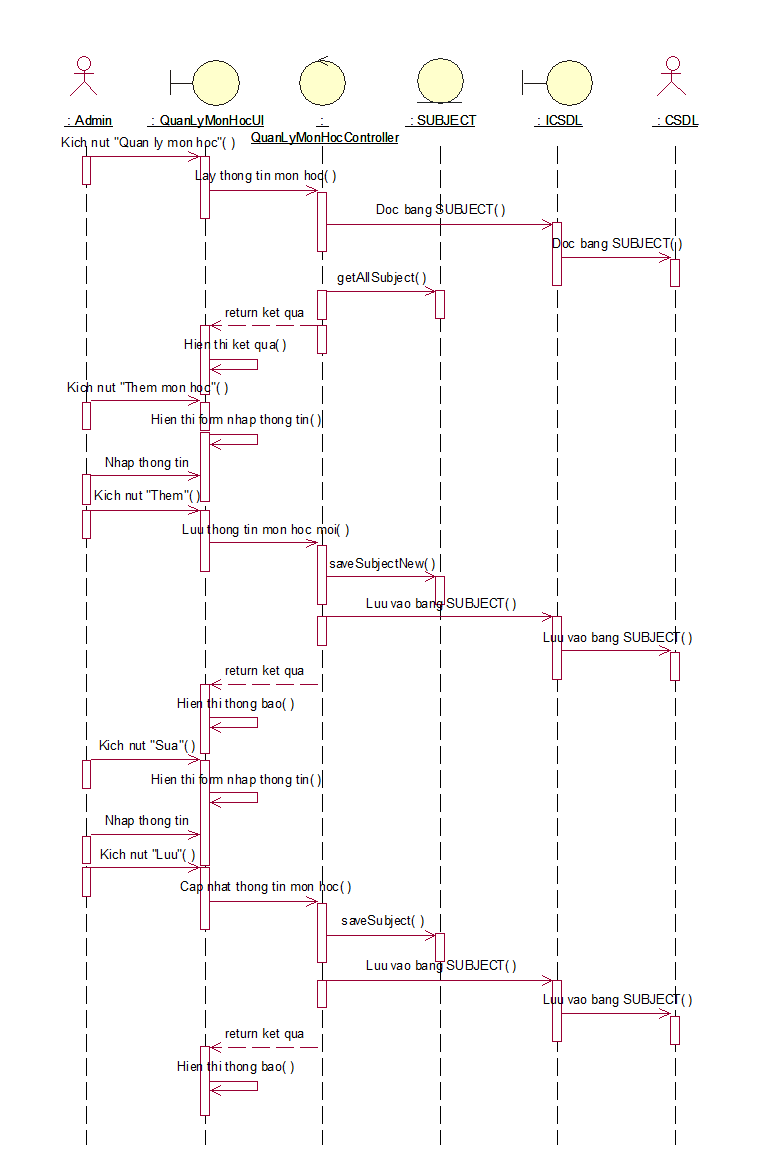 : Admin
: QuanLyMonHocUI
:
QuanLyMonHocController
: SUBJECT
: ICSDL
: CSDL
Kich nut "Quan ly mon hoc"( )
Lay thong tin mon hoc( )
Doc bang SUBJECT( )
Doc bang SUBJECT( )
getAllSubject( )
return ket qua
Hien thi ket qua( )
Kich nut "Them mon hoc"( )
Hien thi form nhap thong tin( )
Nhap thong tin
Kich nut "Them"( )
Luu thong tin mon hoc moi( )
saveSubjectNew( )
Luu vao bang SUBJECT( )
Luu vao bang SUBJECT( )
return ket qua
Hien thi thong bao( )
Kich nut "Sua"( )
Hien thi form nhap thong tin( )
Nhap thong tin
Kich nut "Luu"( )
Cap nhat thong tin mon hoc( )
saveSubject( )
Luu vao bang SUBJECT( )
Luu vao bang SUBJECT( )
return ket qua
Hien thi thong bao( )